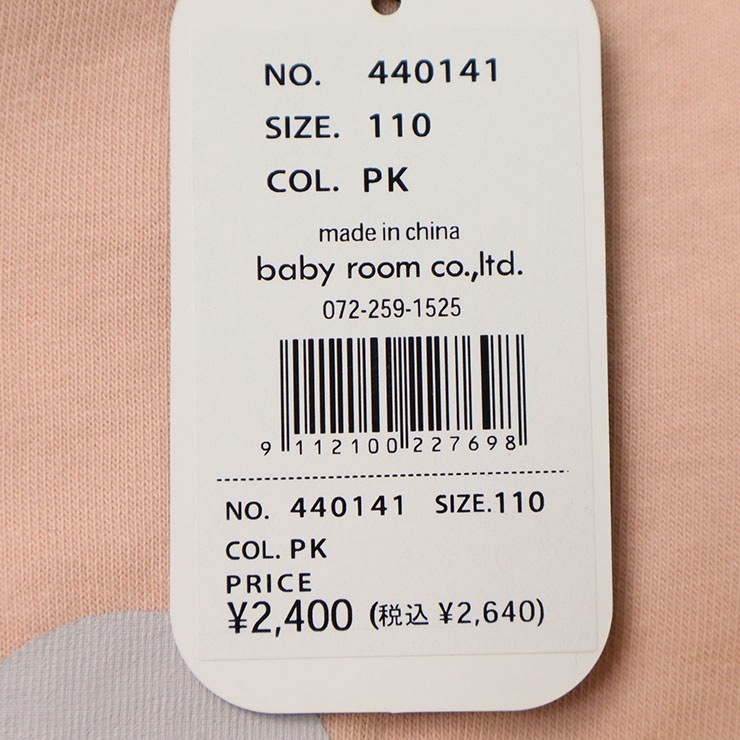 NO. 440141
SIZE. 110
COL. PK
made in china
baby room co.,ltd.
072-259-1525
9 112100 227698
NO. 440141 SIZE.110
COL. PK
PRICE
¥2,400 (税込 ¥2,640)